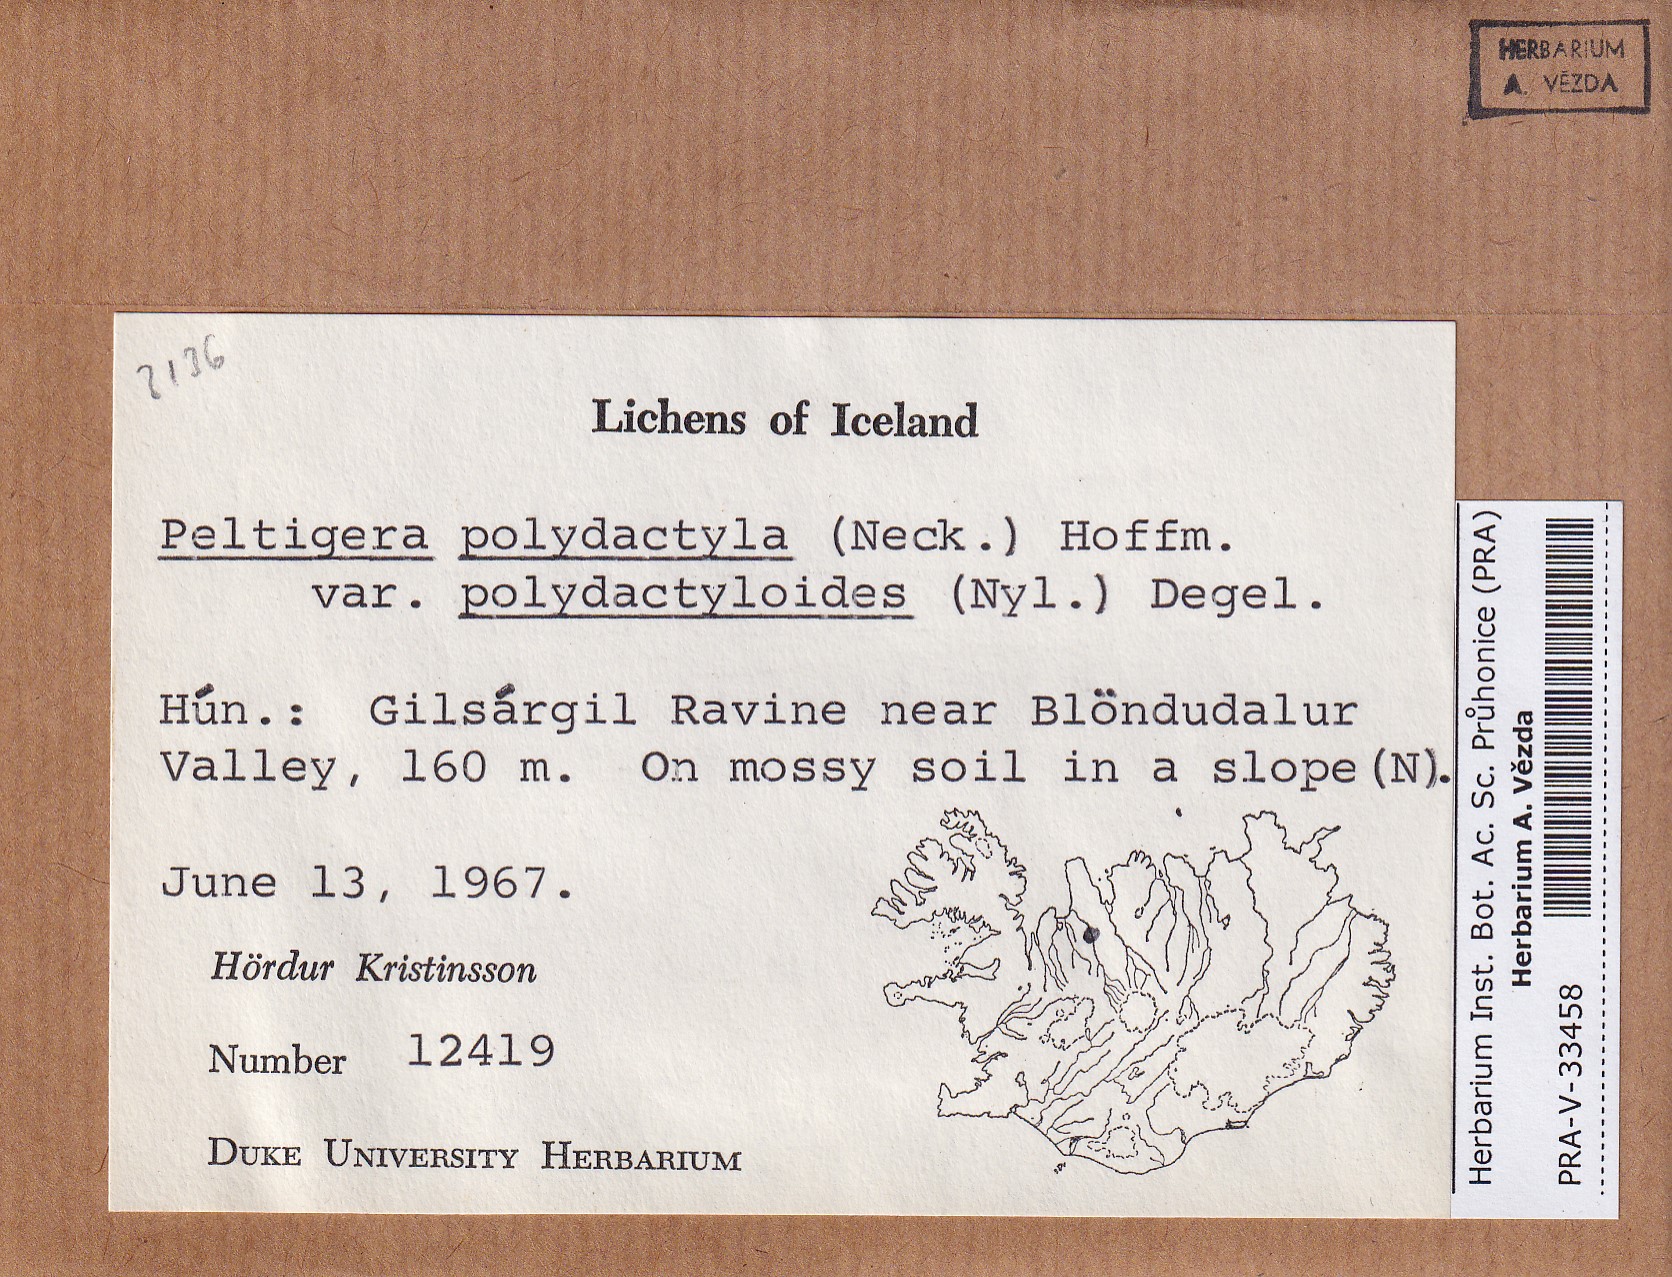 HERBARIUM
A. VĚZDA
2136
Lichens of Iceland
Peltigera polydactyla (Neck.) Hoffm.
var. polydactyloides (Nyl.) Degel.
Hún.: Gilsárgil Ravine near Blöndudalur
Valley, 160 m. On mossy soil in a slope (N).
June 13, 1967.
Hördur Kristinsson
Number 12419
DUKE UNIVERSITY HERBARIUM
Herbarium Inst. Bot. Ac. Sc. Průhonice (PRA)
Herbarium A. Vězda
PRA-V-33458